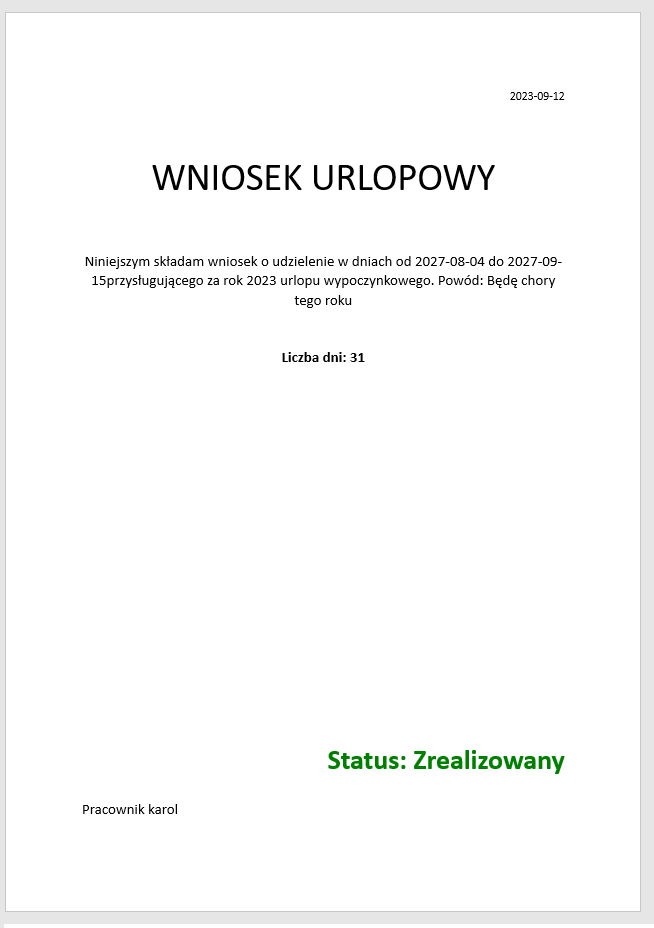 2023-09-12
WNIOSEK URLOPOWY
Niniejszym składam wniosek o udzielenie w dniach od 2027-08-04 do 2027-09-
15przysługującego za rok 2023 urlopu wypoczynkowego. Powód: Będę chory
tego roku
Liczba dni: 31
Status: Zrealizowany
Pracownik karol